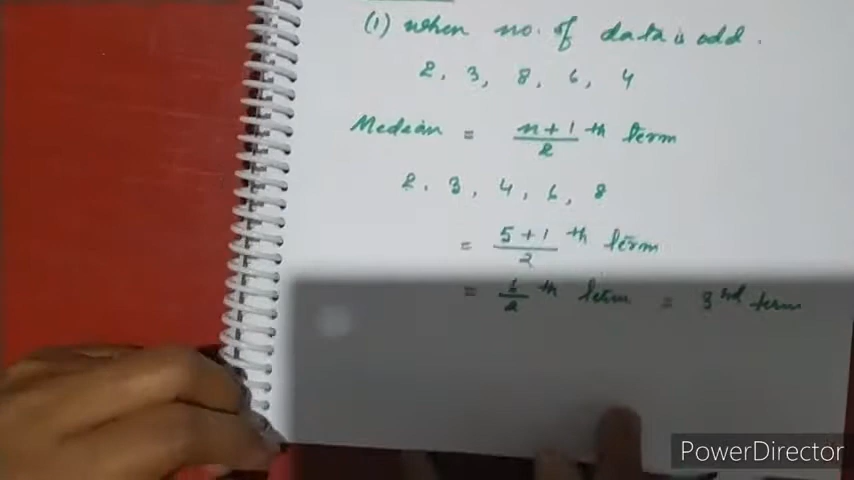 (1) when no. of data is odd.
2, 3, 8, 6, 4
Median = n+1/2 th term
2, 3, 4, 6, 8
= 5+1/2 th term
= 6/2 th term = 3rd term
PowerDirector